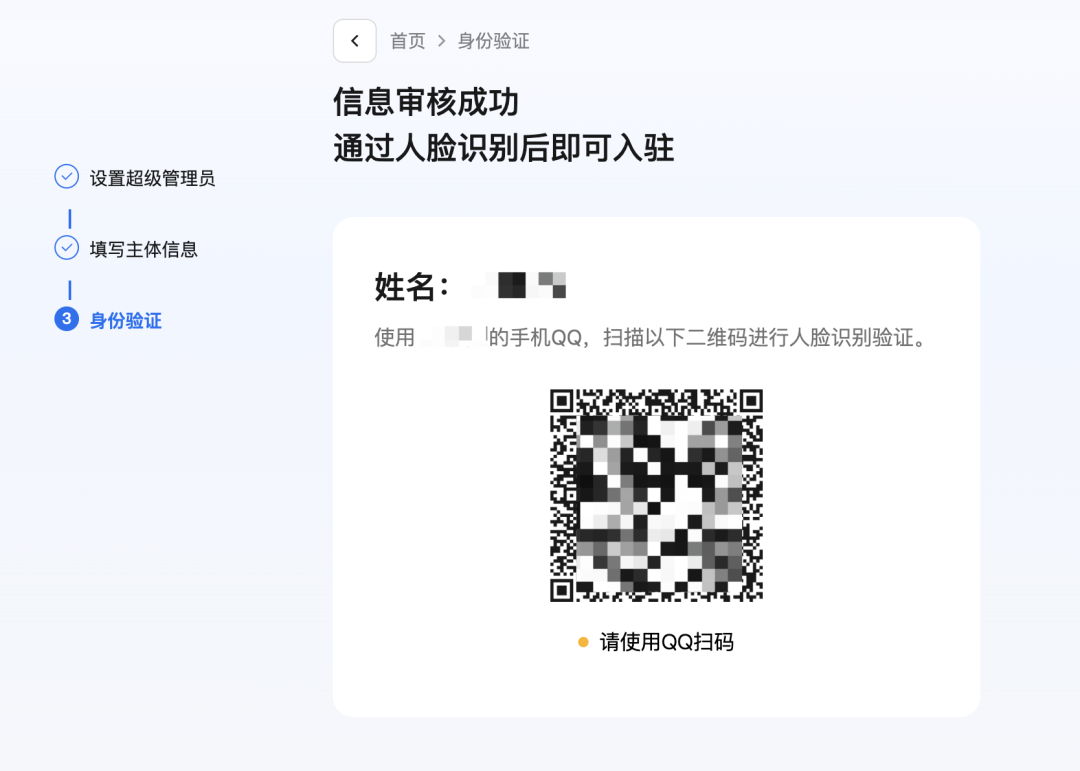 首页 > 身份验证
信息审核成功
通过人脸识别后即可入驻
设置超级管理员
填写主体信息
3 身份验证
姓名：
使用 的手机QQ，扫描以下二维码进行人脸识别验证。
请使用QQ扫码